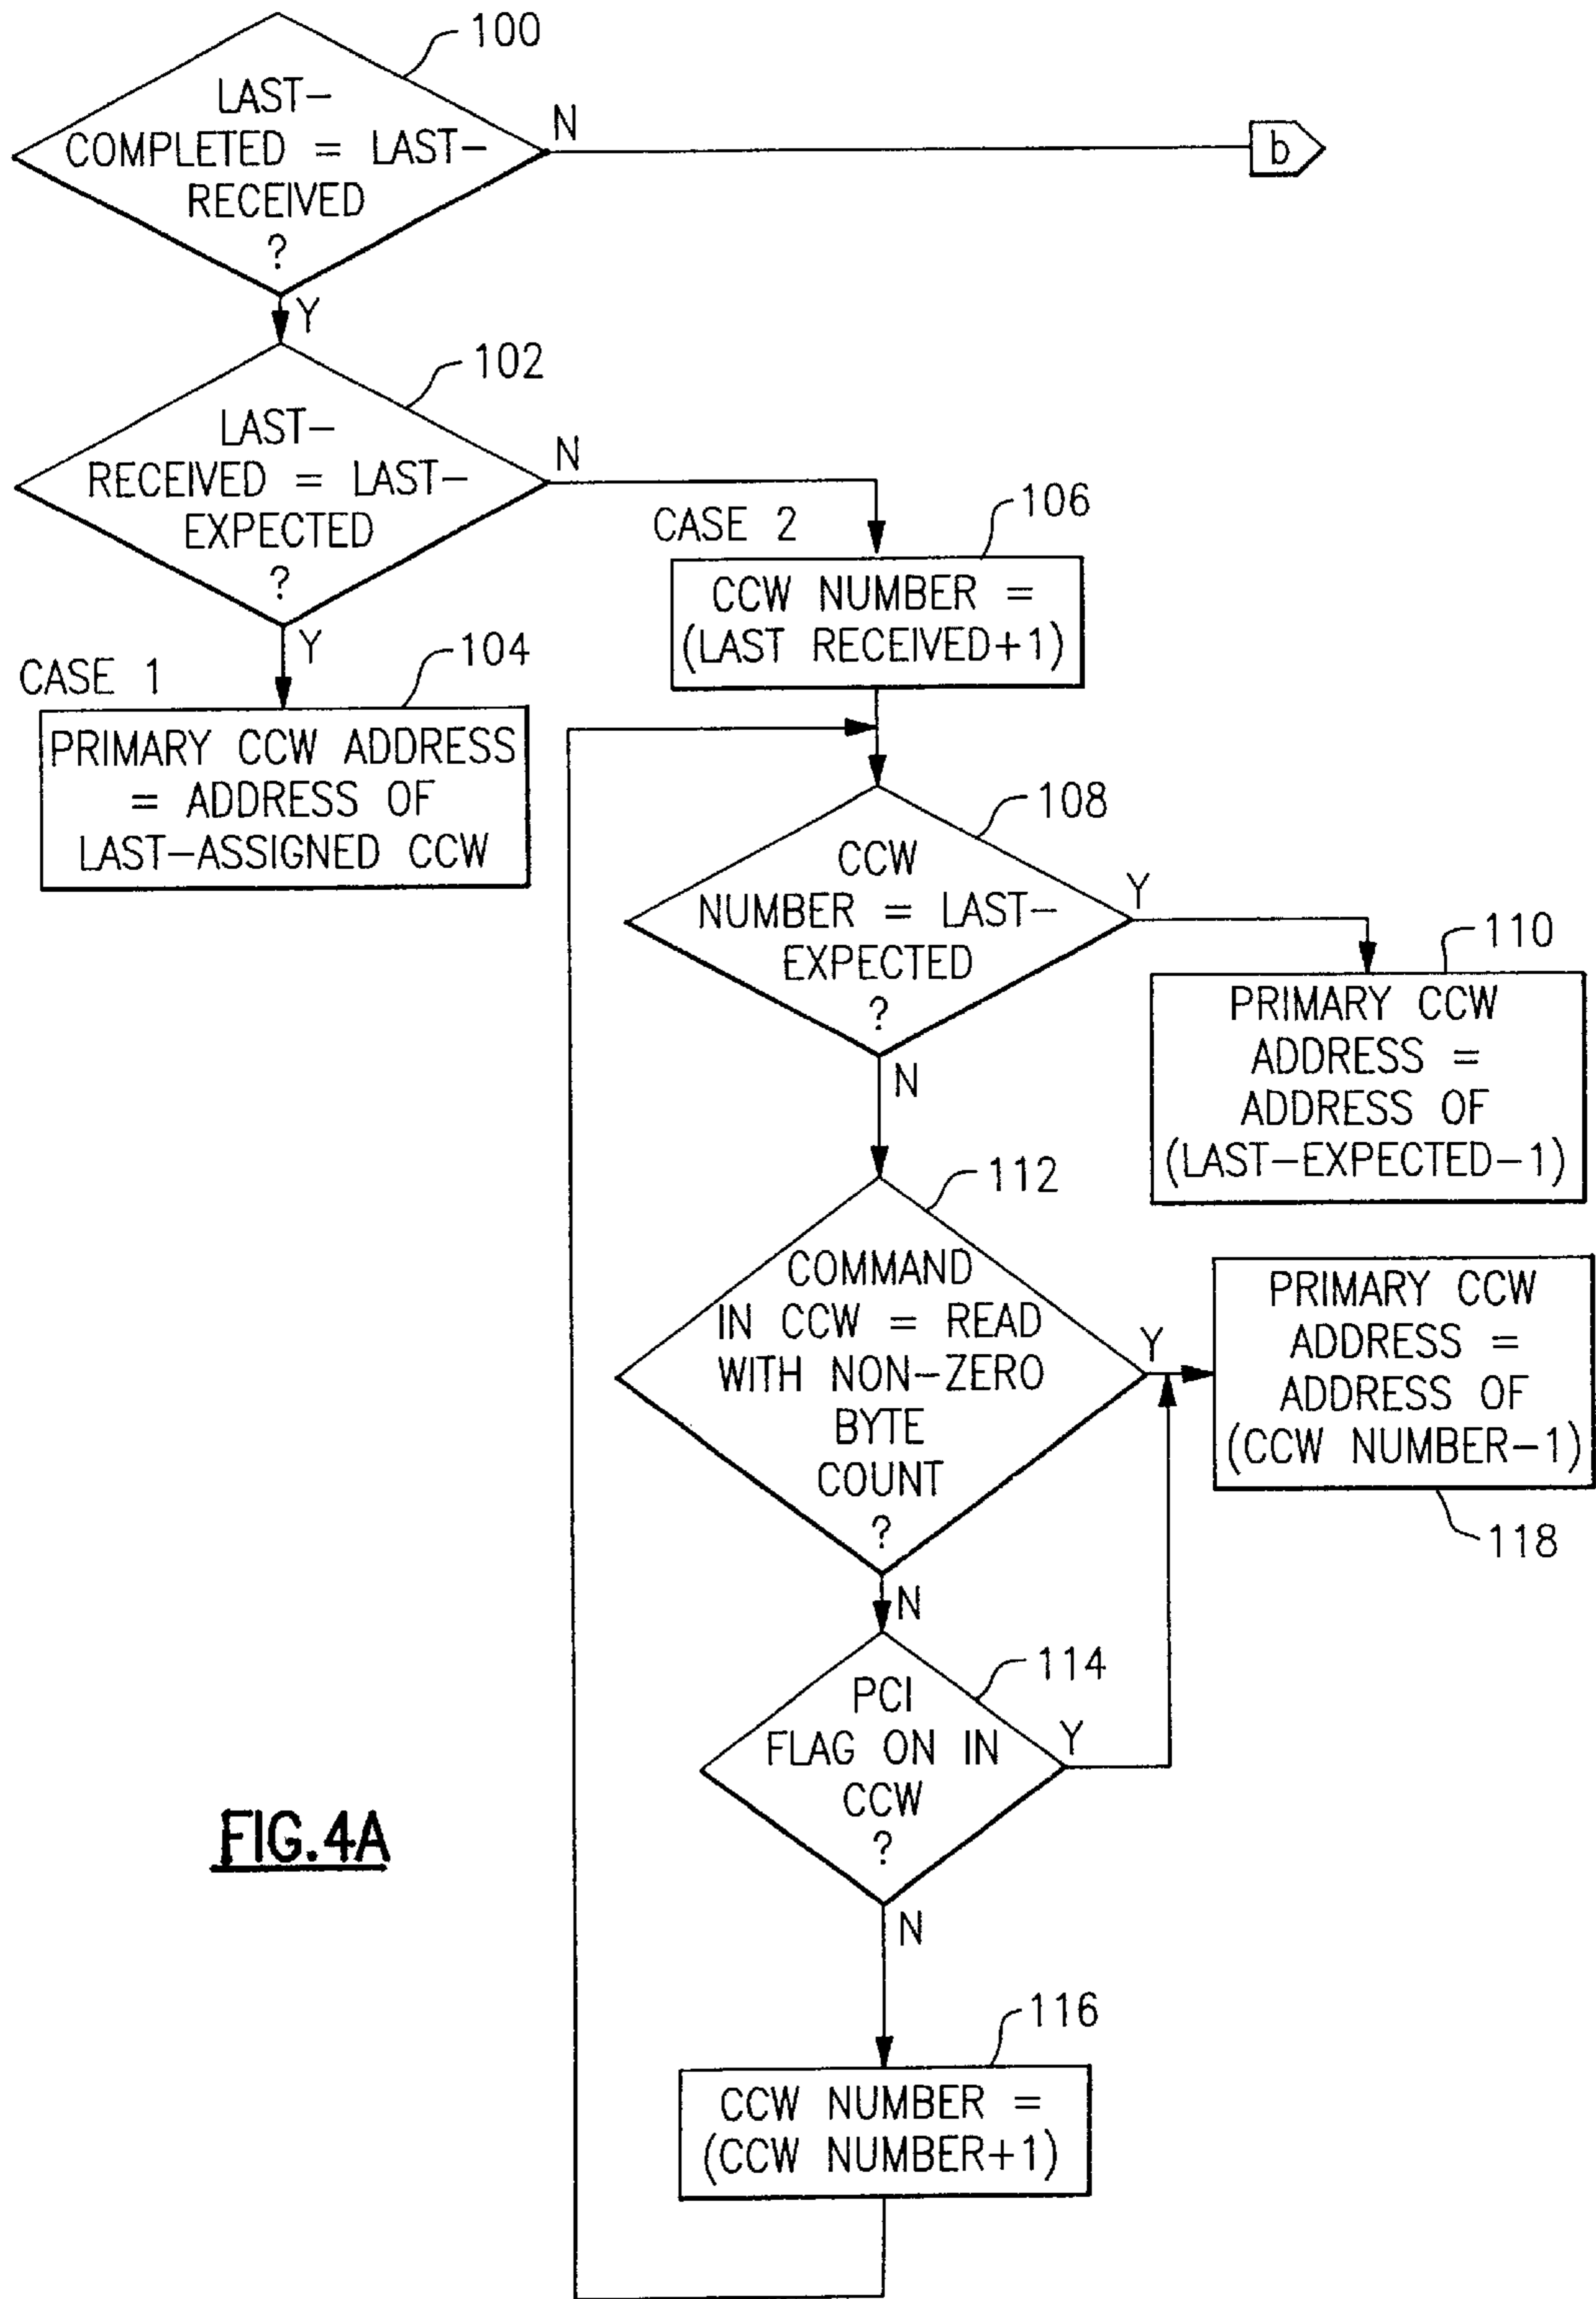 100
LAST-
COMPLETED = LAST-
RECEIVED
?
N
b
Y
102
LAST-
RECEIVED = LAST-
EXPECTED
?
N
Y
CASE 1
104
PRIMARY CCW ADDRESS
= ADDRESS OF
LAST-ASSIGNED CCW
CASE 2
106
CCW NUMBER =
(LAST RECEIVED+1)
108
CCW
NUMBER = LAST-
EXPECTED
?
Y
N
110
PRIMARY CCW
ADDRESS =
ADDRESS OF
(LAST-EXPECTED-1)
112
COMMAND
IN CCW = READ
WITH NON-ZERO
BYTE
COUNT
?
Y
N
PRIMARY CCW
ADDRESS =
ADDRESS OF
(CCW NUMBER-1)
118
114
PCI
FLAG ON IN
CCW
?
Y
N
116
CCW NUMBER =
(CCW NUMBER+1)
FIG.4A